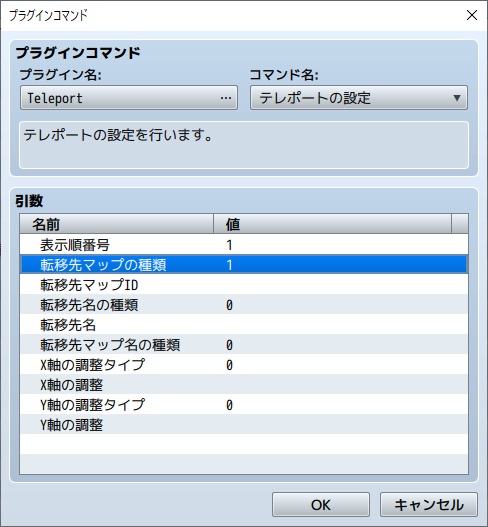 プラグインコマンド
プラグインコマンド
プラグイン名: コマンド名:
Teleport ... テレポートの設定
テレポートの設定を行います。
引数
名前 値
表示順番号 1
転移先マップの種類 1
転移先マップID
転移先名の種類 0
転移先名
転移先マップ名の種類 0
X軸の調整タイプ 0
X軸の調整
Y軸の調整タイプ 0
Y軸の調整
OK キャンセル